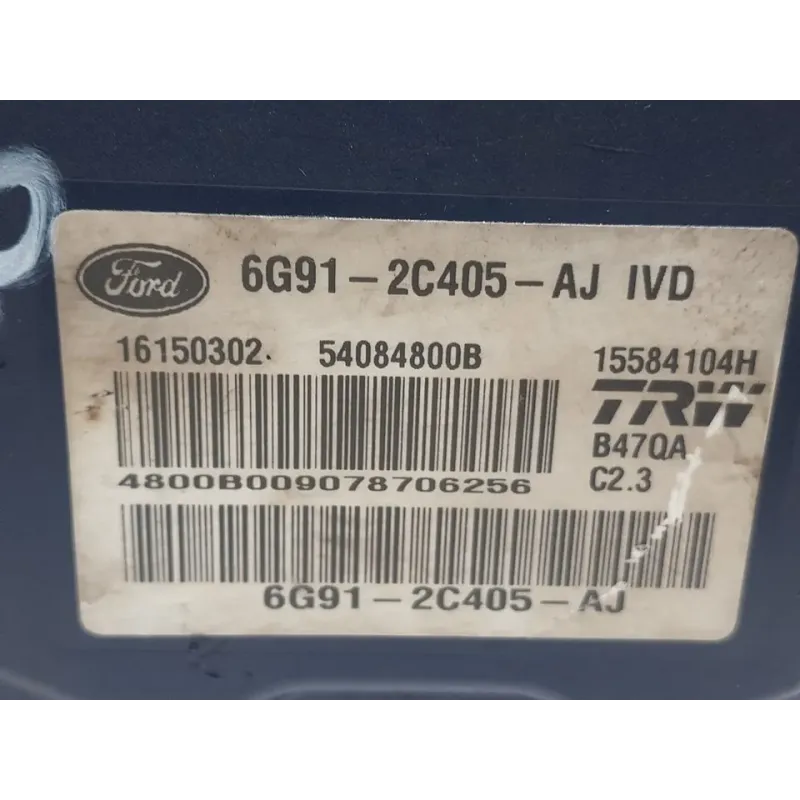 Ford 6G91-2C405-AJ IVD
16150302. 54084800B 15584104H
TRW
B47QA
4800B009078706256 C2.3
6G91-2C405-AJ